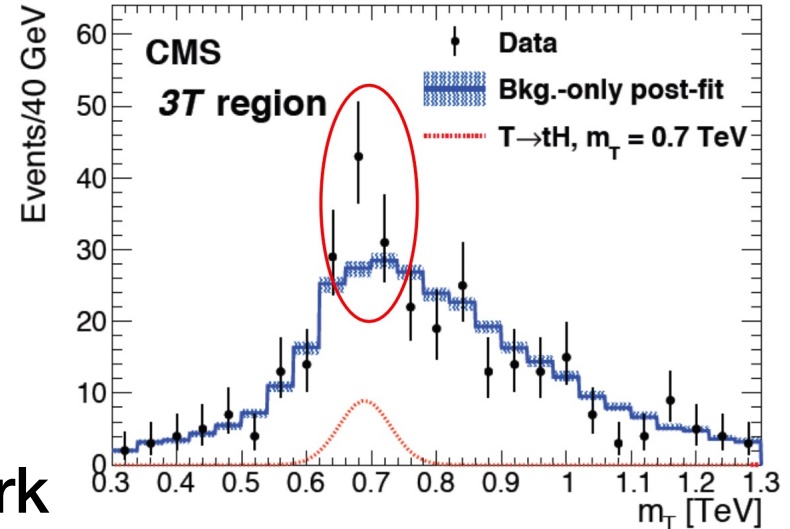 Events/40 GeV
60
50
40
30
20
10
0
CMS
3T region
Data
Bkg.-only post-fit
T→tH, m_T = 0.7 TeV
0.3 0.4 0.5 0.6 0.7 0.8 0.9 1 1.1 1.2 1.3
m_T [TeV]
rk